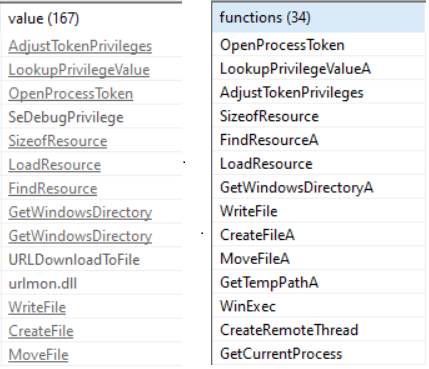 value (167)
AdjustTokenPrivileges
LookupPrivilegeValue
OpenProcessToken
SeDebugPrivilege
SizeofResource
LoadResource
FindResource
GetWindowsDirectory
GetWindowsDirectory
URLDownloadToFile
urlmon.dll
WriteFile
CreateFile
MoveFile
functions (34)
OpenProcessToken
LookupPrivilegeValueA
AdjustTokenPrivileges
SizeofResource
FindResourceA
LoadResource
GetWindowsDirectoryA
WriteFile
CreateFileA
MoveFileA
GetTempPathA
WinExec
CreateRemoteThread
GetCurrentProcess